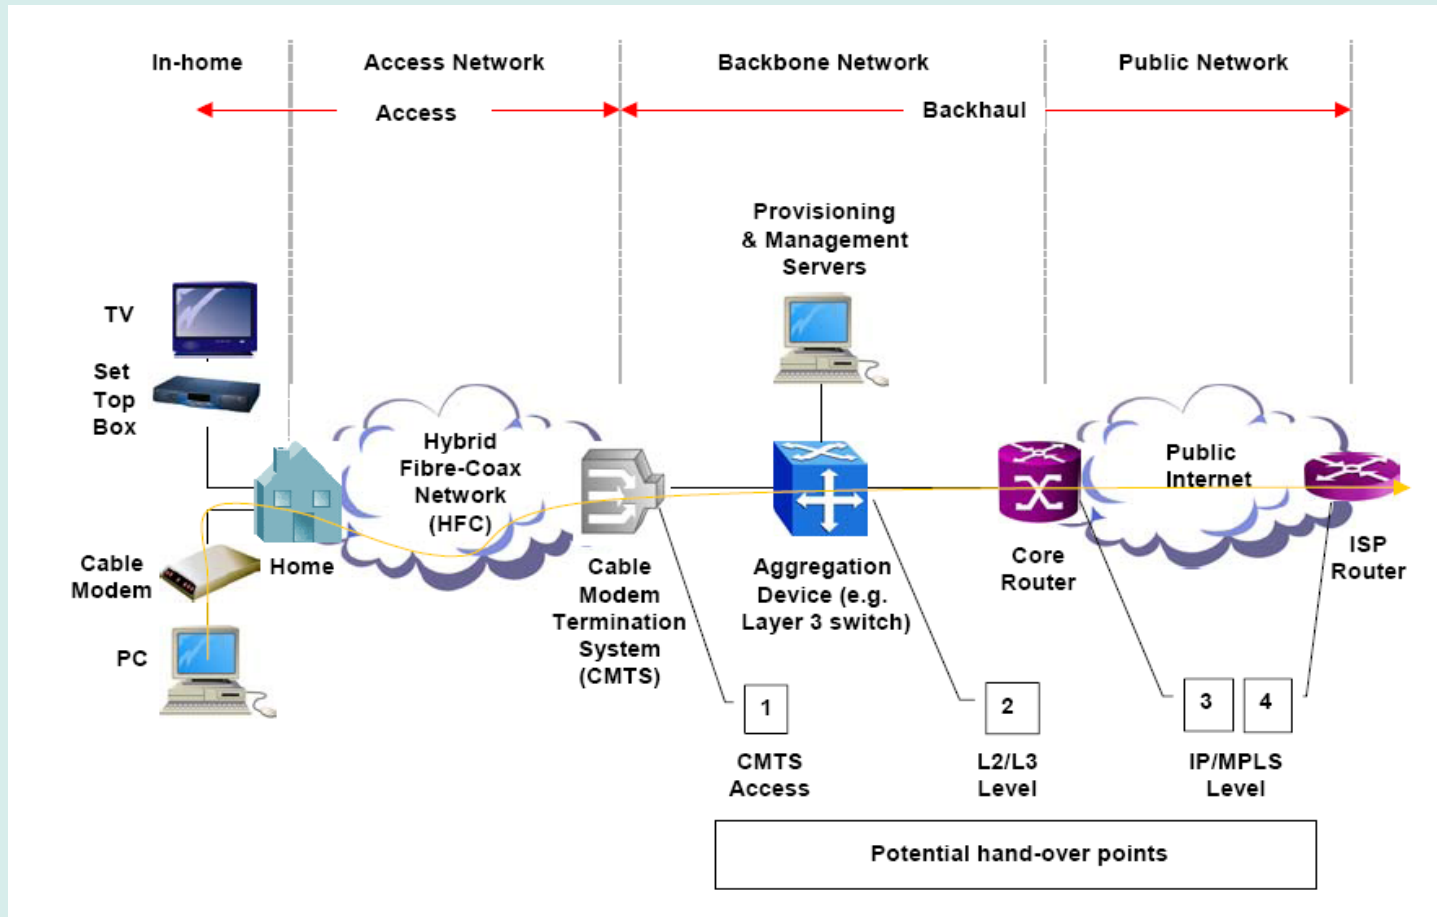 In-home
Access Network
Backbone Network
Public Network
Access
Backhaul
Provisioning
& Management
Servers
TV
Set
Top
Box
Hybrid
Fibre-Coax
Network
(HFC)
Public
Internet
Cable
Modem
Home
PC
Cable
Modem
Termination
System
(CMTS)
Aggregation
Device (e.g.
Layer 3 switch)
Core
Router
ISP
Router
1
2
3
4
CMTS
Access
L2/L3
Level
IP/MPLS
Level
Potential hand-over points